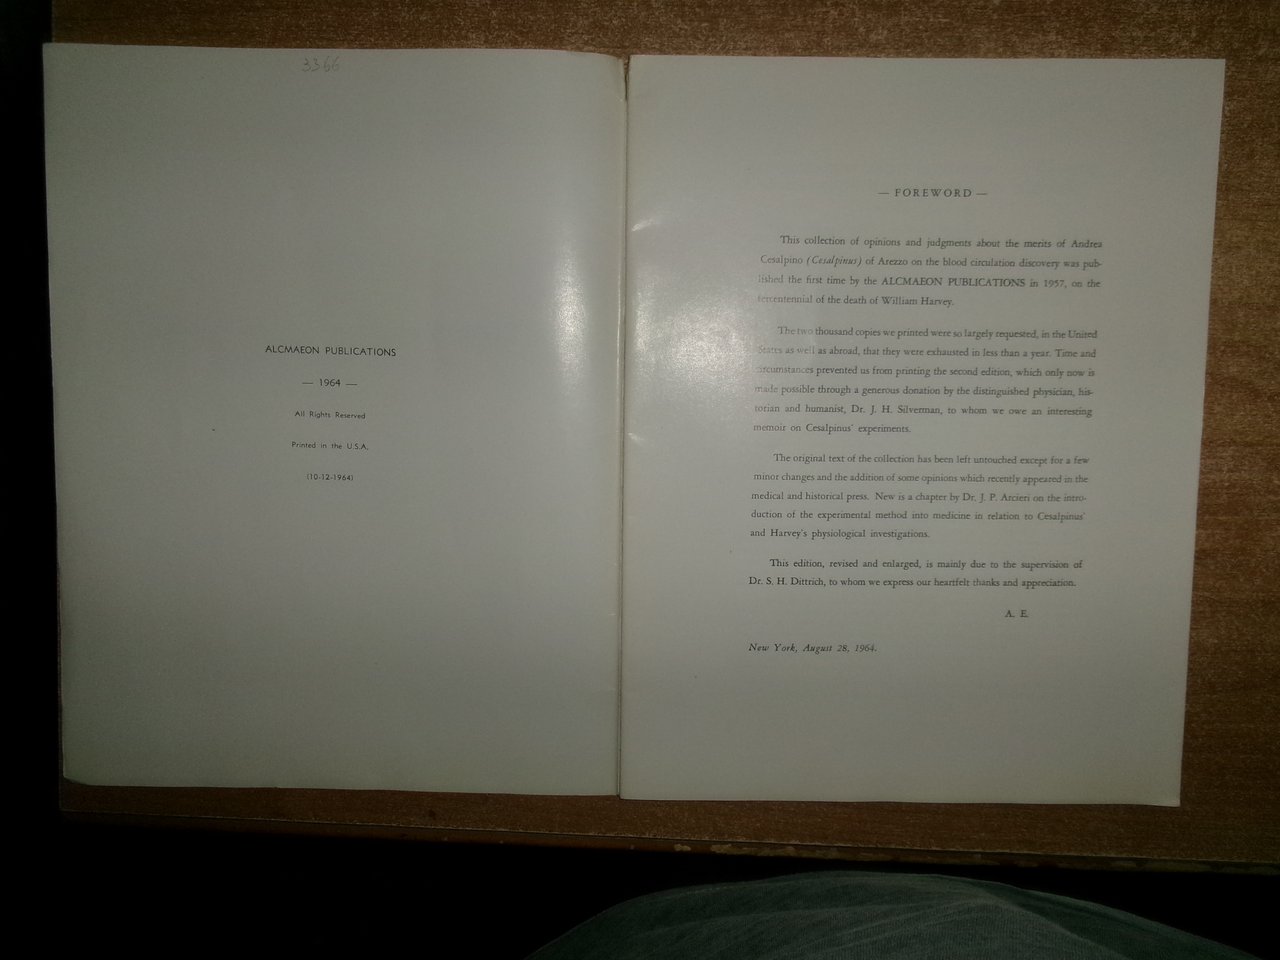 3366
ALCMAEON PUBLICATIONS
— 1964 —
All Rights Reserved
Printed in the U.S.A.
(10-12-1964)
— FOREWORD —
This collection of opinions and judgments about the merits of Andrea
Cesalpino (Cesalpinus) of Arezzo on the blood circulation discovery was pub-
lished the first time by the ALCMAEON PUBLICATIONS in 1957, on the
tercentennial of the death of William Harvey.
The two thousand copies we printed were so largely requested, in the United
States as well as abroad, that they were exhausted in less than a year. Time and
circumstances prevented us from printing the second edition, which only now is
made possible through a generous donation by the distinguished physician, his-
torian and humanist, Dr. J. H. Silverman, to whom we owe an interesting
memoir on Cesalpinus' experiments.
The original text of the collection has been left untouched except for a few
minor changes and the addition of some opinions which recently appeared in the
medical and historical press. New is a chapter by Dr. J. P. Arcieri on the intro-
duction of the experimental method into medicine in relation to Cesalpinus'
and Harvey's physiological investigations.
This edition, revised and enlarged, is mainly due to the supervision of
Dr. S. H. Dittrich, to whom we express our heartfelt thanks and appreciation.
A. E.
New York, August 28, 1964.